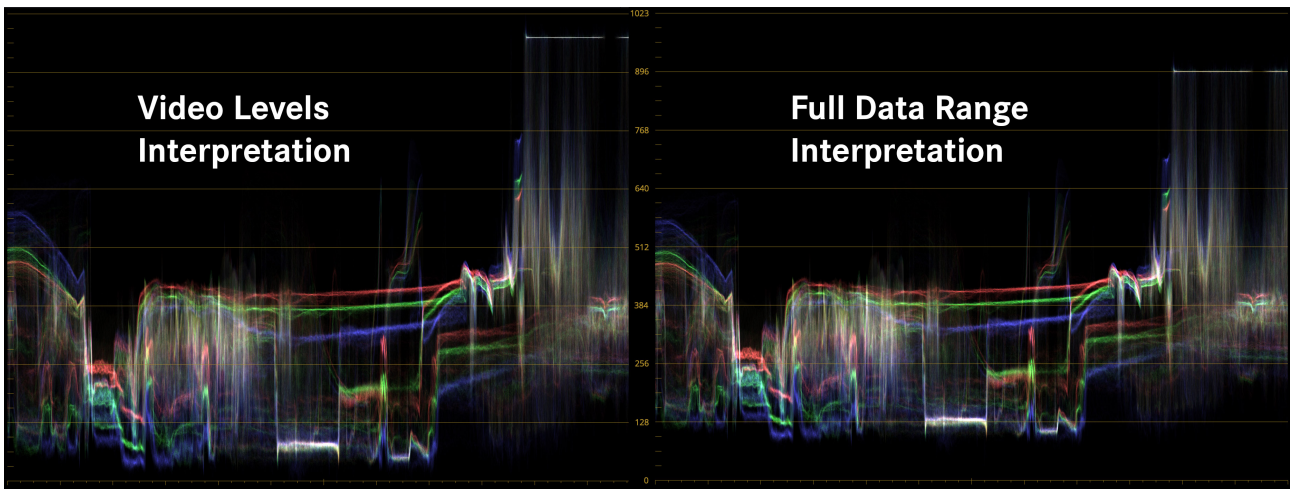 1023
896
768
640
512
384
256
128
0
Video Levels
Interpretation
Full Data Range
Interpretation